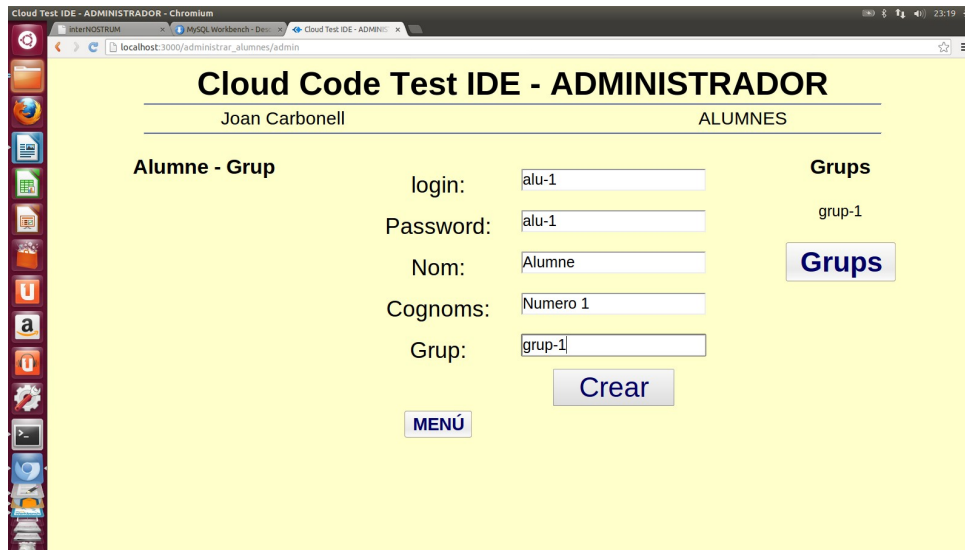 Cloud Test IDE - ADMINISTRADOR - Chromium
23:19
interNOSTRUM
MySQL Workbench - Des
Cloud Test IDE - ADMINIS
localhost:3000/administrar_alumnes/admin
Cloud Code Test IDE - ADMINISTRADOR
Joan Carbonell
ALUMNES
Alumne - Grup
login:
alu-1
Password:
alu-1
Nom:
Alumne
Cognoms:
Numero 1
Grup:
grup-1
Crear
MENÚ
Grups
grup-1
Grups